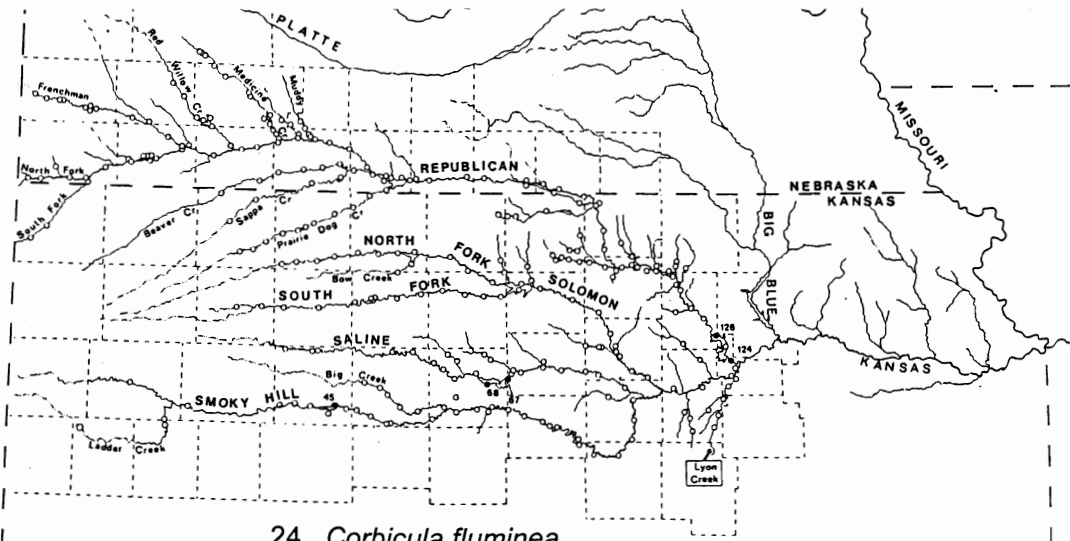 PLATTE
Red
Willow Cr
Medicine
Cr
Muddy
Frenchman
MISSOURI
North Fork
REPUBLICAN
NEBRASKA
KANSAS
South Fork
Beaver Cr
Sappa Cr
Prairie Dog Cr
BIG
BLUE
NORTH FORK
Bow Creek
SOUTH FORK
SOLOMON
126
124
SALINE
KANSAS
Big Creek
68
67
SMOKY HILL
45
Ladder Creek
Lyon
Creek
24 Corbicula fluminea